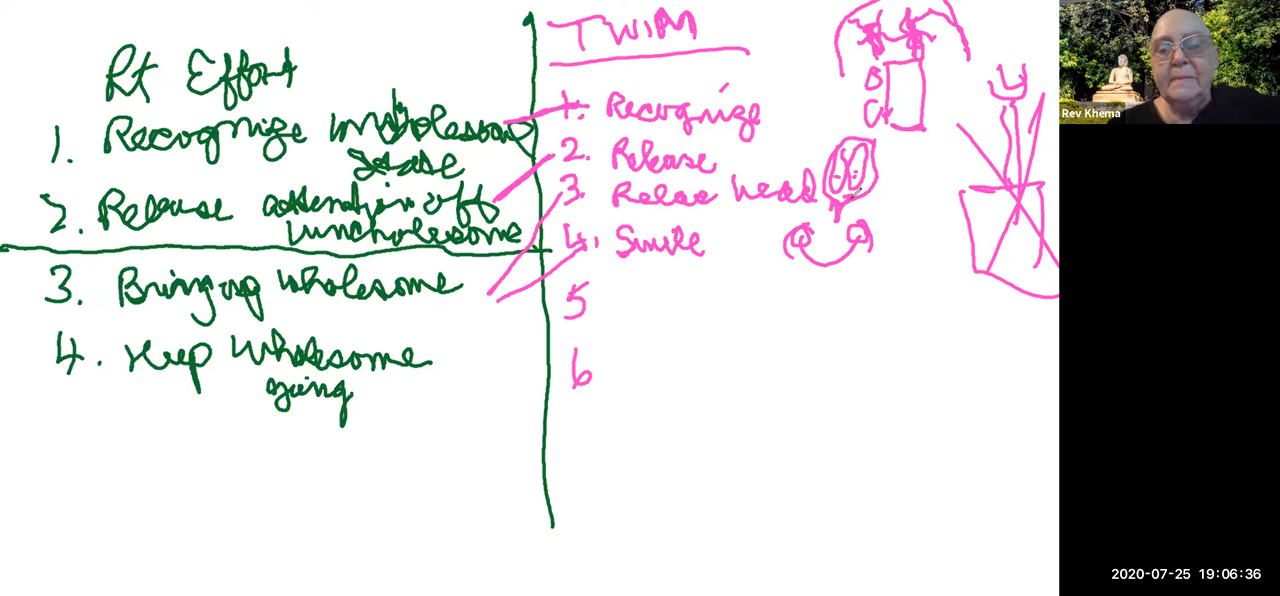 Rt Effort
1. Recognize unwholesome
state
2. Release attention off
unwholesome
3. Bring up wholesome
4. Keep wholesome
going
TWIM
1. Recognize
2. Release
3. Relax head
4. Smile
5
6
B
Rev Khema
2020-07-25 19:06:36